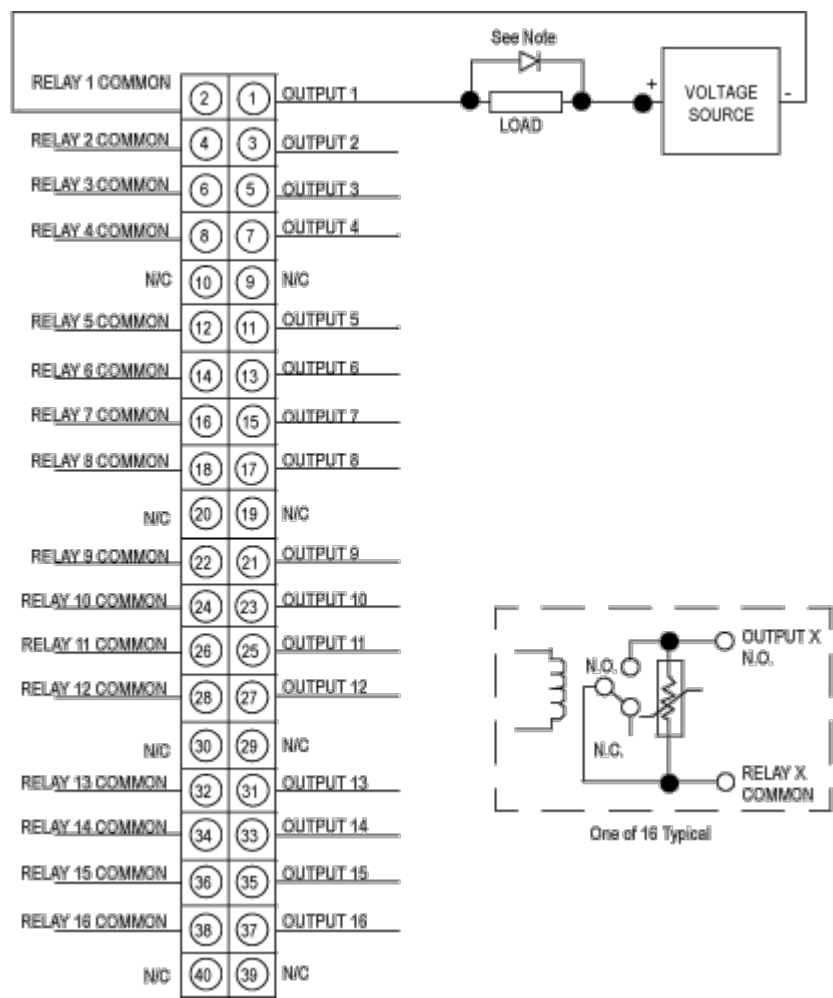 See Note
RELAY 1 COMMON 2 1 OUTPUT 1 LOAD + VOLTAGE SOURCE -
RELAY 2 COMMON 4 3 OUTPUT 2
RELAY 3 COMMON 6 5 OUTPUT 3
RELAY 4 COMMON 8 7 OUTPUT 4
N/C 10 9 N/C
RELAY 5 COMMON 12 11 OUTPUT 5
RELAY 6 COMMON 14 13 OUTPUT 6
RELAY 7 COMMON 16 15 OUTPUT 7
RELAY 8 COMMON 18 17 OUTPUT 8
N/C 20 19 N/C
RELAY 9 COMMON 22 21 OUTPUT 9
RELAY 10 COMMON 24 23 OUTPUT 10
RELAY 11 COMMON 26 25 OUTPUT 11
RELAY 12 COMMON 28 27 OUTPUT 12
N/C 30 29 N/C
RELAY 13 COMMON 32 31 OUTPUT 13
RELAY 14 COMMON 34 33 OUTPUT 14
RELAY 15 COMMON 36 35 OUTPUT 15
RELAY 16 COMMON 38 37 OUTPUT 16
N/C 40 39 N/C
OUTPUT X
N.O.
N.O.
N.C.
RELAY X
COMMON
One of 16 Typical